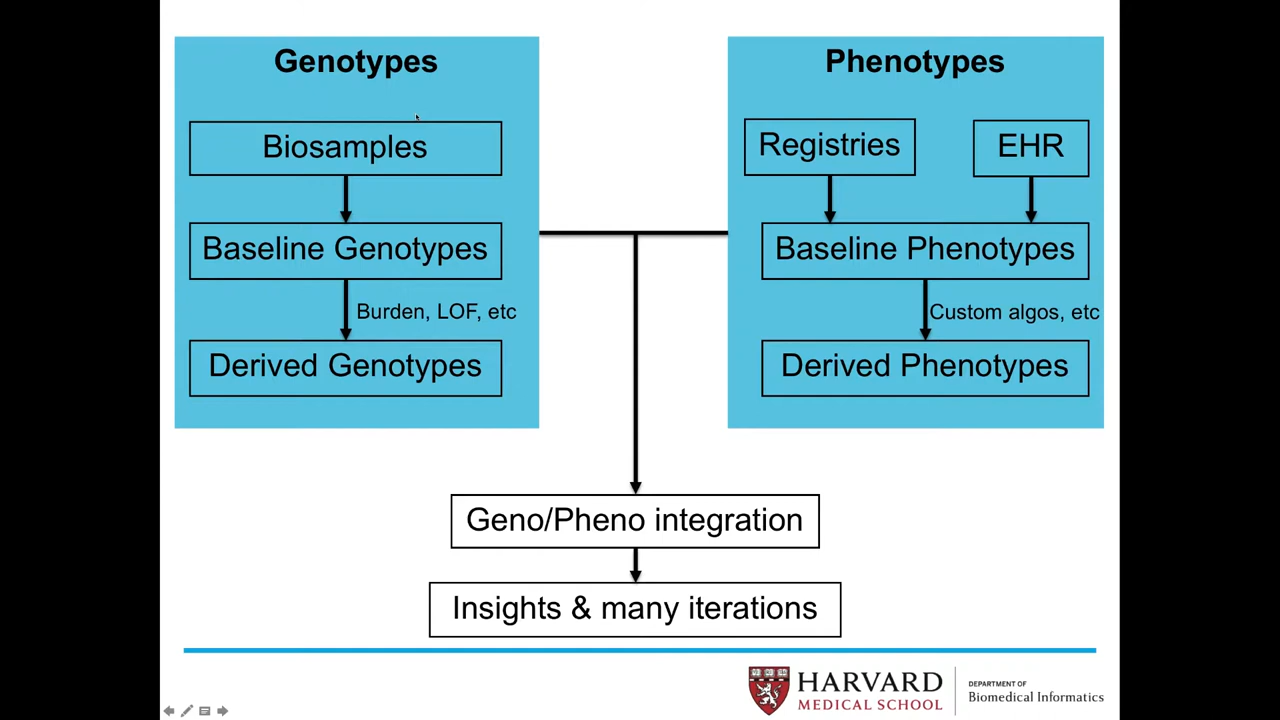 Genotypes
Biosamples
Baseline Genotypes
Burden, LOF, etc
Derived Genotypes
Phenotypes
Registries
EHR
Baseline Phenotypes
Custom algos, etc
Derived Phenotypes
Geno/Pheno integration
Insights & many iterations
HARVARD
MEDICAL SCHOOL
DEPARTMENT OF
Biomedical Informatics